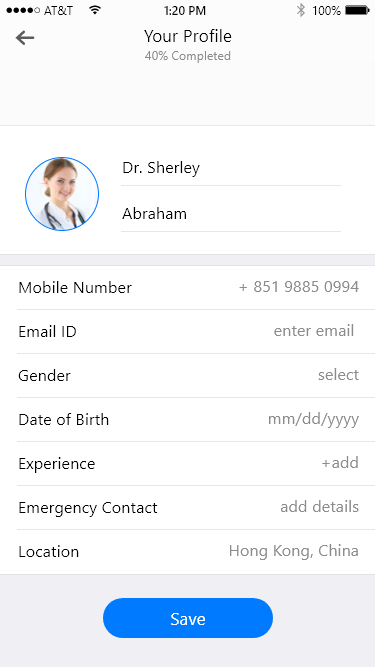 AT&T 1:20 PM 100%
Your Profile
40% Completed
Dr. Sherley
Abraham
Mobile Number + 851 9885 0994
Email ID enter email
Gender select
Date of Birth mm/dd/yyyy
Experience +add
Emergency Contact add details
Location Hong Kong, China
Save